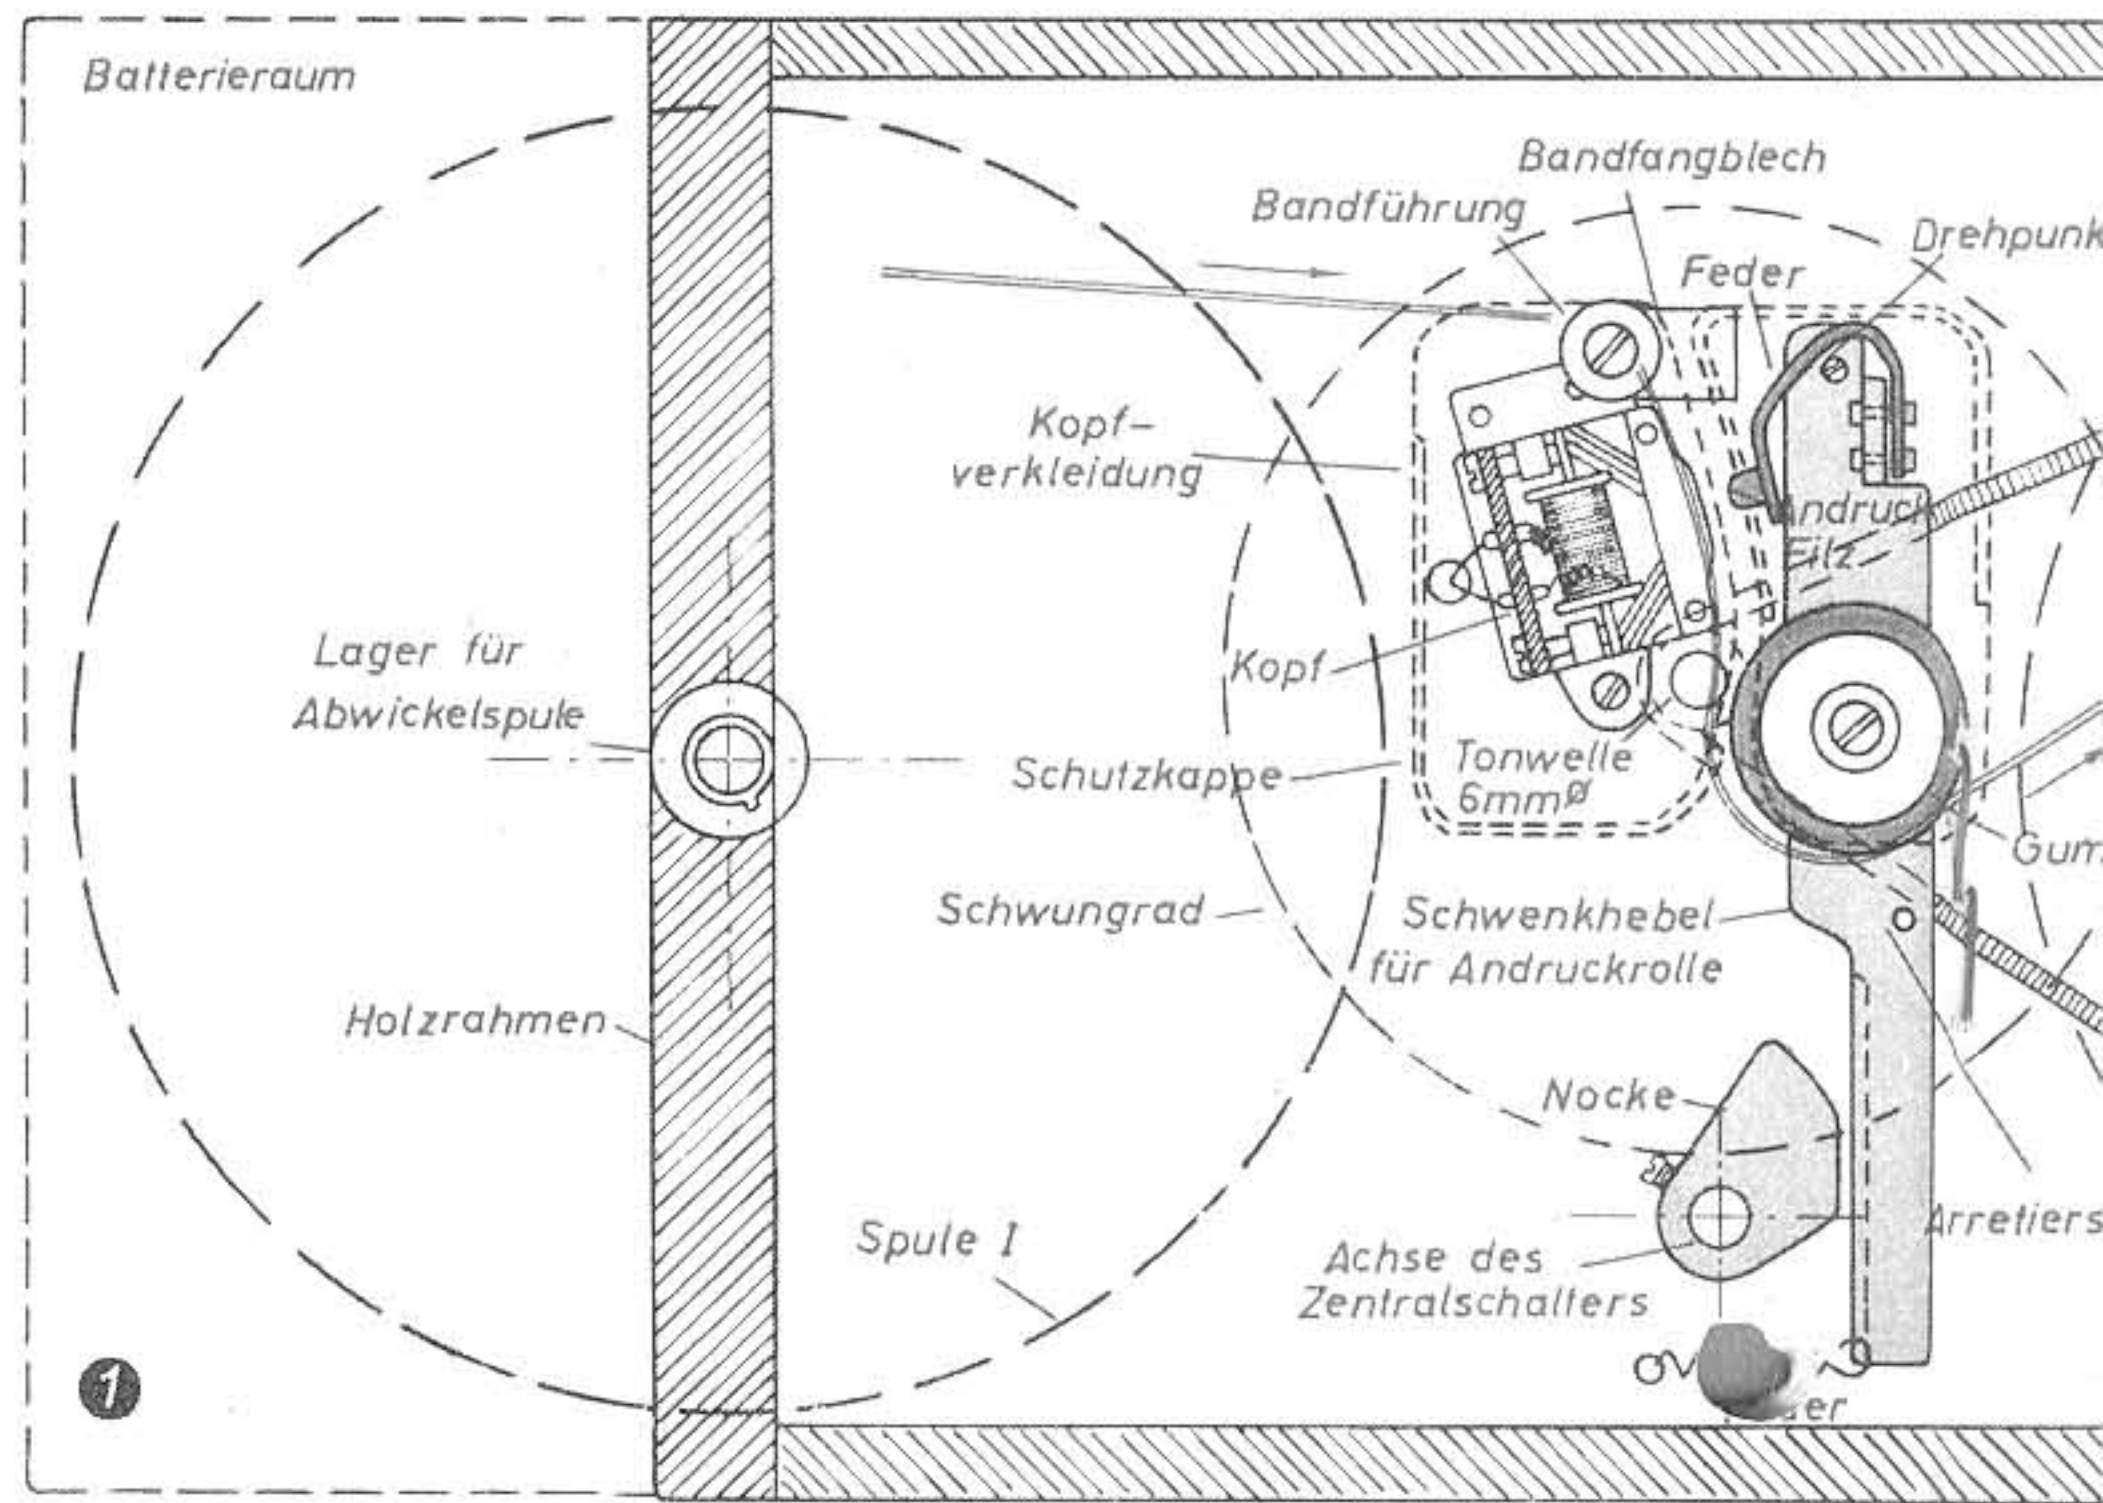 Batterieraum
Bandfangblech
Bandführung
Drehpunk
Feder
Kopf-
verkleidung
Andruck
Filz
Lager für
Abwickelspule
Kopf
Schutzkappe
Tonwelle
6mmØ
Gum
Schwungrad
Schwenkhebel
für Andruckrolle
Holzrahmen
Nocke
Spule I
Arretiers
Achse des
Zentralschalters
1